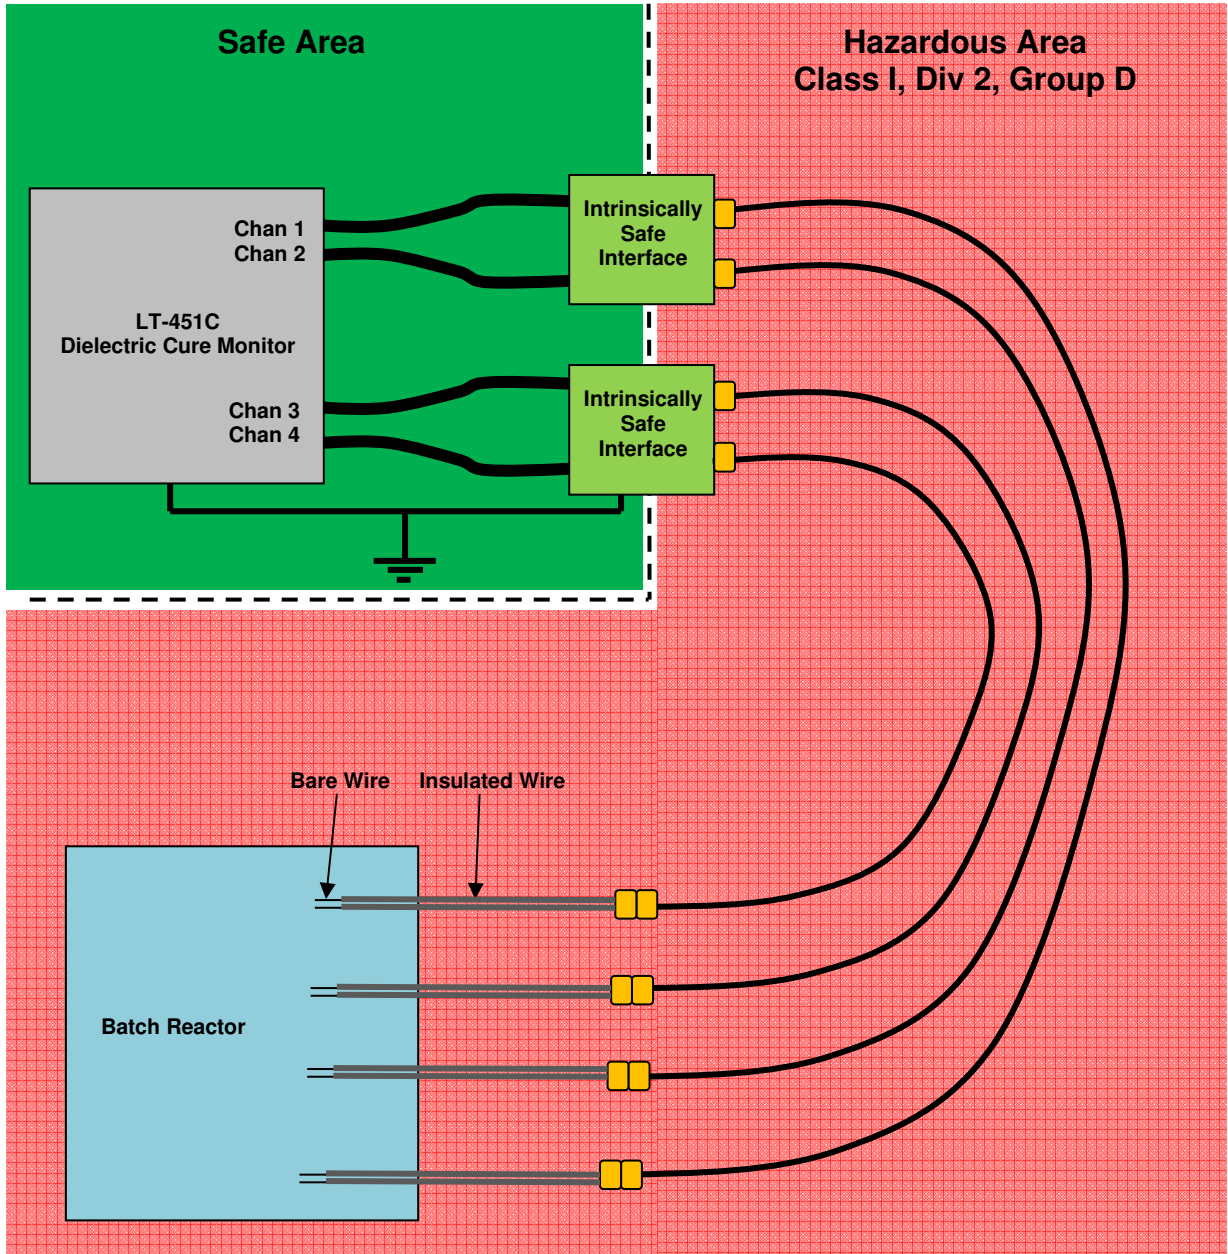 Safe Area
Hazardous Area
Class I, Div 2, Group D
Chan 1
Chan 2
LT-451C
Dielectric Cure Monitor
Chan 3
Chan 4
Intrinsically
Safe
Interface
Intrinsically
Safe
Interface
Bare Wire
Insulated Wire
Batch Reactor